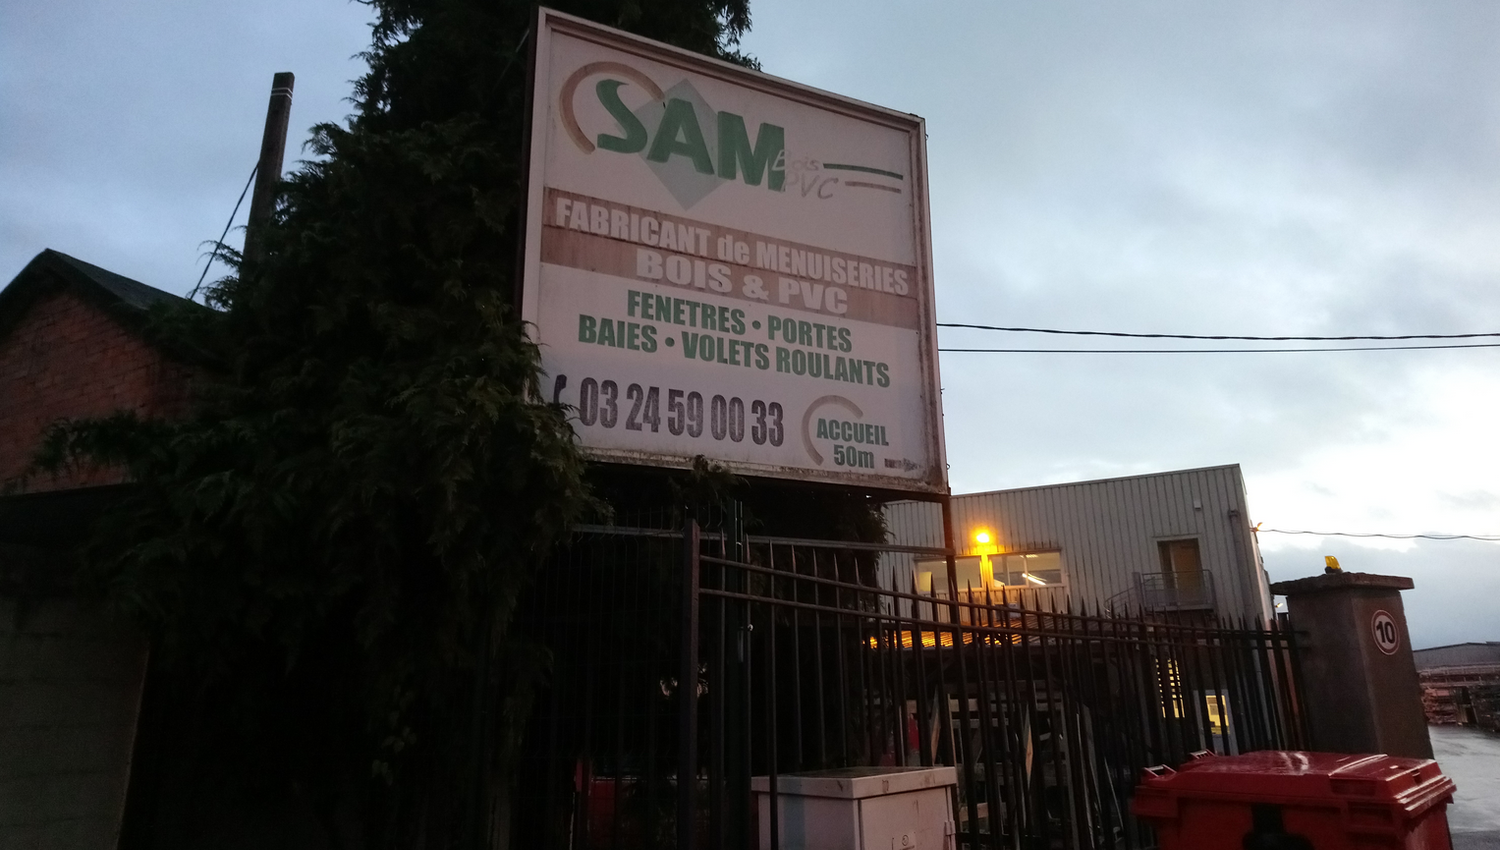 SAM
Bois
PVC
FABRICANT de MENUISERIES
BOIS & PVC
FENETRES • PORTES
BAIES • VOLETS ROULANTS
03 24 59 00 33
ACCUEIL
50m
10